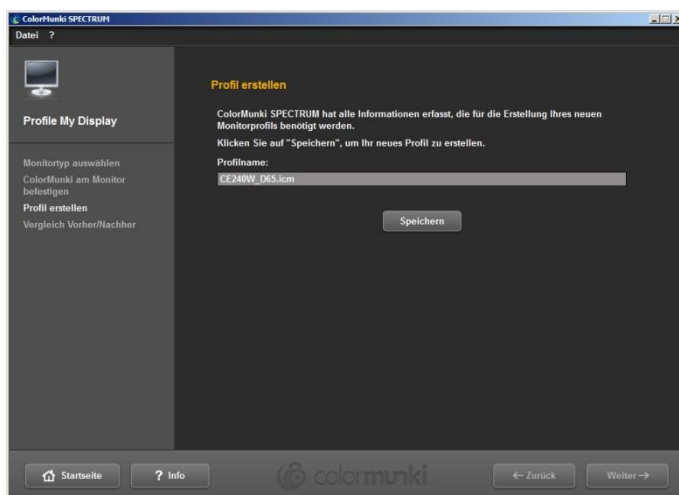 ColorMunki SPECTRUM
Datei ?
Profile My Display
Monitortyp auswählen
ColorMunki am Monitor
befestigen
Profil erstellen
Vergleich Vorher/Nachher
Profil erstellen
ColorMunki SPECTRUM hat alle Informationen erfasst, die für die Erstellung Ihres neuen
Monitorprofils benötigt werden.
Klicken Sie auf "Speichern", um Ihr neues Profil zu erstellen.
Profilname:
CE240W_D65.icm
Speichern
Startseite
? Info
colormunki
← Zurück
Weiter →